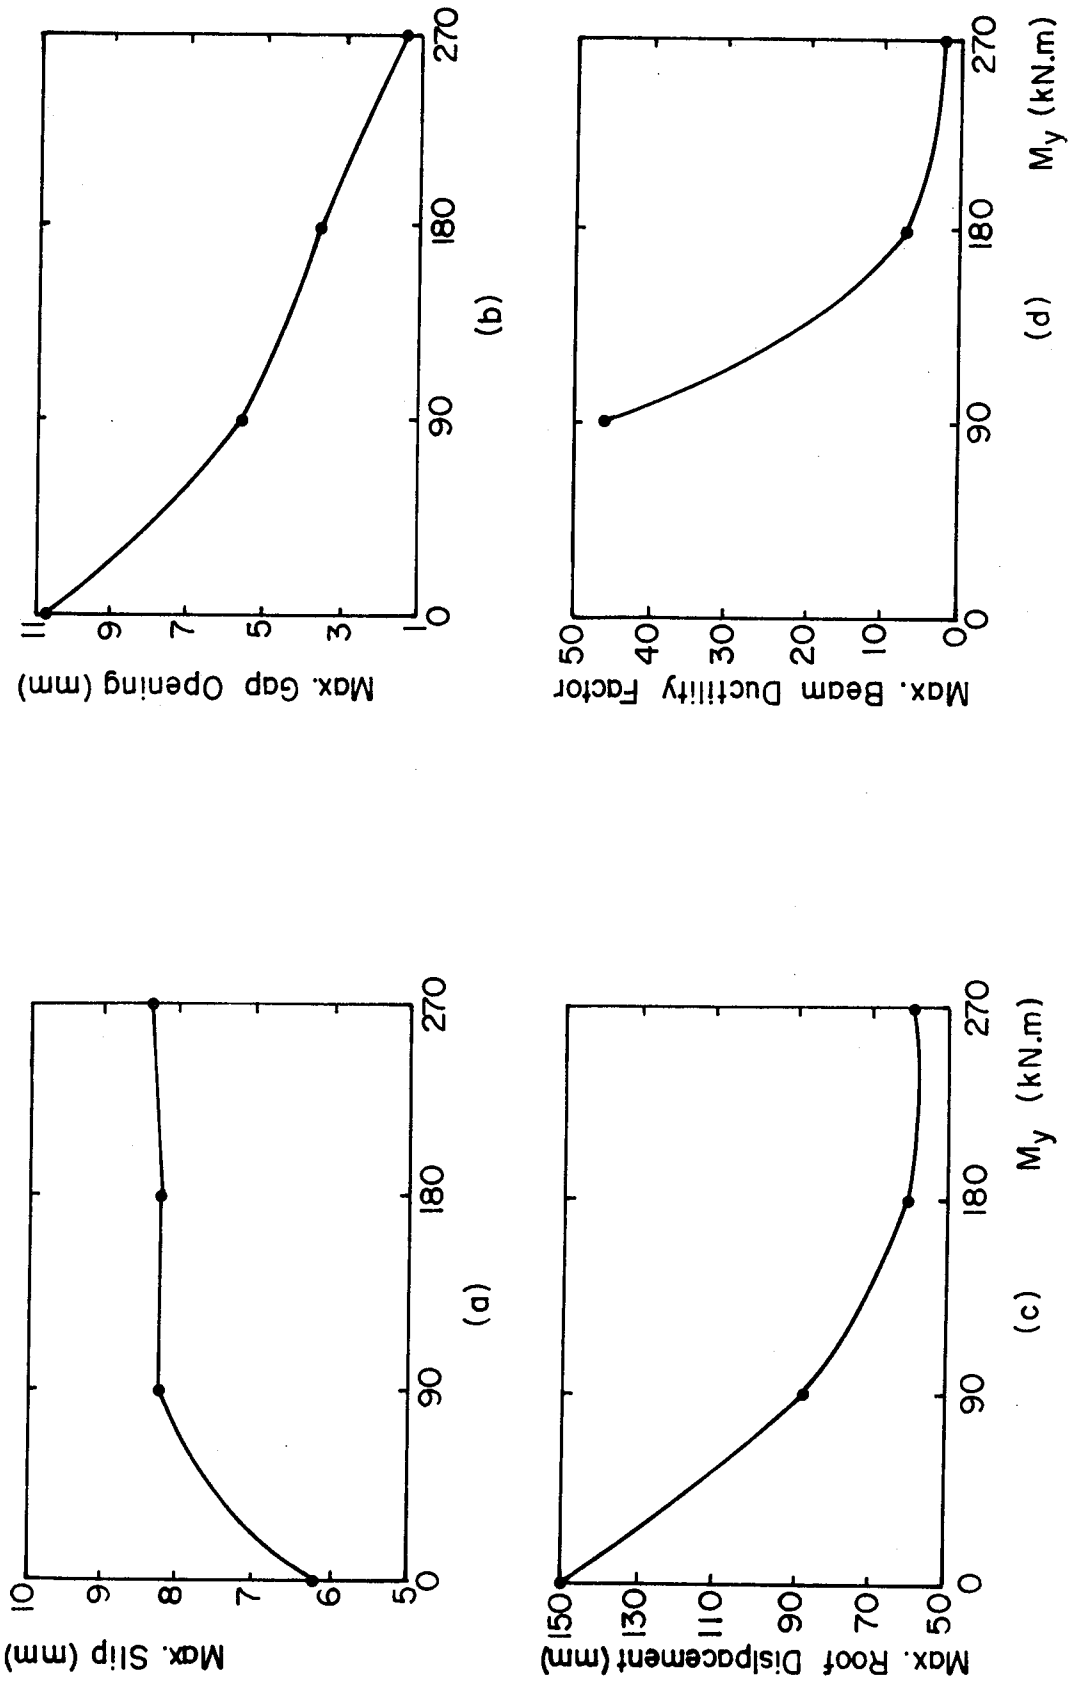 Max. Slip (mm)
10
9
8
7
6
5
0 90 180 270
(a)
Max. Gap Opening (mm)
11
9
7
5
3
1
0 90 180 270
(b)
Max. Roof Dislpacement (mm)
150
130
110
90
70
50
0 90 180 270
(c) My (kN.m)
Max. Beam Ductility Factor
50
40
30
20
10
0
0 90 180 270
(d) My (kN.m)